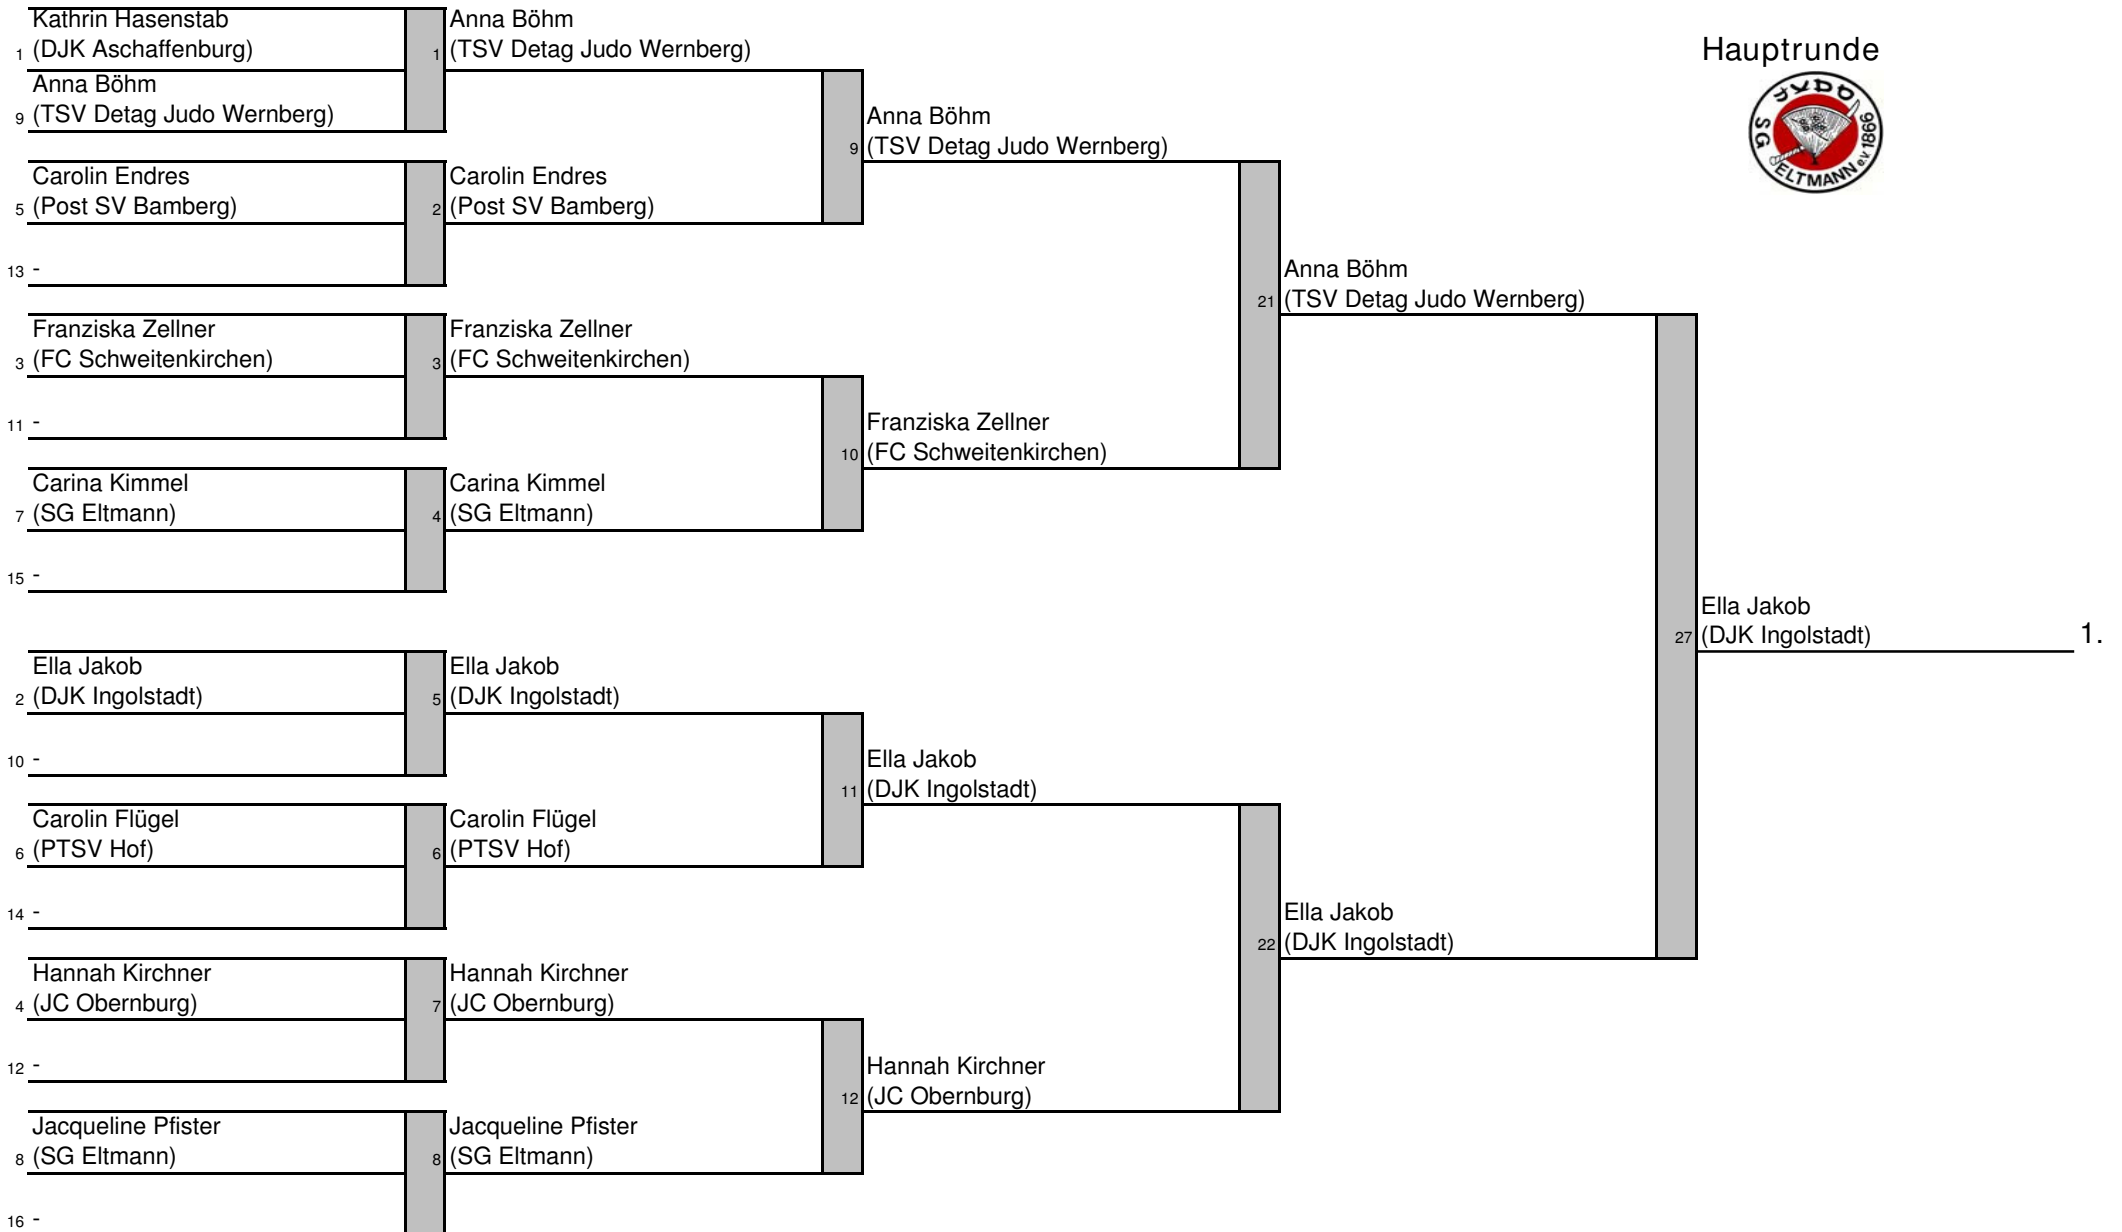 Hauptrunde
JUDO
SG ELTMANN e.V. 1866
Kathrin Hasenstab
1 (DJK Aschaffenburg)
Anna Böhm
9 (TSV Detag Judo Wernberg)
Carolin Endres
5 (Post SV Bamberg)
13 -
Franziska Zellner
3 (FC Schweitenkirchen)
11 -
Carina Kimmel
7 (SG Eltmann)
15 -
Ella Jakob
2 (DJK Ingolstadt)
10 -
Carolin Flügel
6 (PTSV Hof)
14 -
Hannah Kirchner
4 (JC Obernburg)
12 -
Jacqueline Pfister
8 (SG Eltmann)
16 -
Anna Böhm
1 (TSV Detag Judo Wernberg)
Carolin Endres
2 (Post SV Bamberg)
Franziska Zellner
3 (FC Schweitenkirchen)
Carina Kimmel
4 (SG Eltmann)
Ella Jakob
5 (DJK Ingolstadt)
Carolin Flügel
6 (PTSV Hof)
Hannah Kirchner
7 (JC Obernburg)
Jacqueline Pfister
8 (SG Eltmann)
Anna Böhm
9 (TSV Detag Judo Wernberg)
Franziska Zellner
10 (FC Schweitenkirchen)
Ella Jakob
11 (DJK Ingolstadt)
Hannah Kirchner
12 (JC Obernburg)
Anna Böhm
21 (TSV Detag Judo Wernberg)
Ella Jakob
22 (DJK Ingolstadt)
Ella Jakob
27 (DJK Ingolstadt) 1.